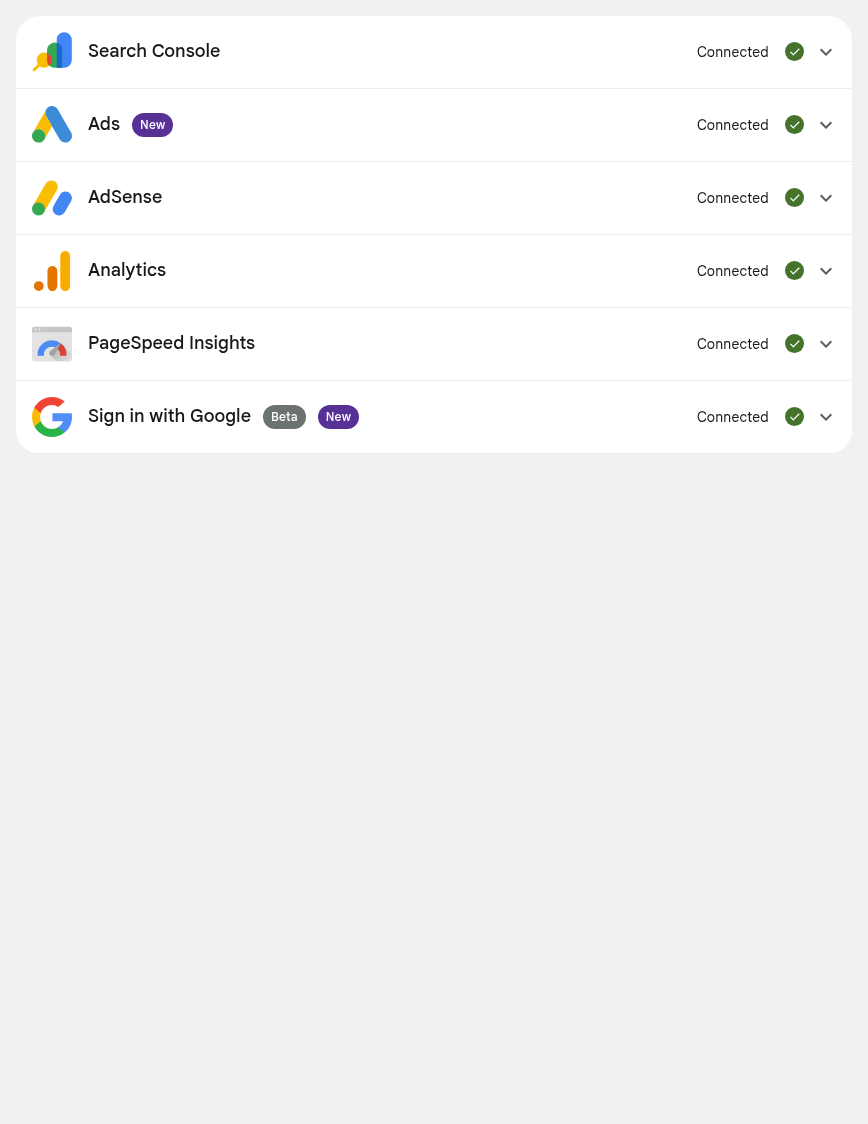 Search Console Connected
Ads New Connected
AdSense Connected
Analytics Connected
PageSpeed Insights Connected
Sign in with Google Beta New Connected